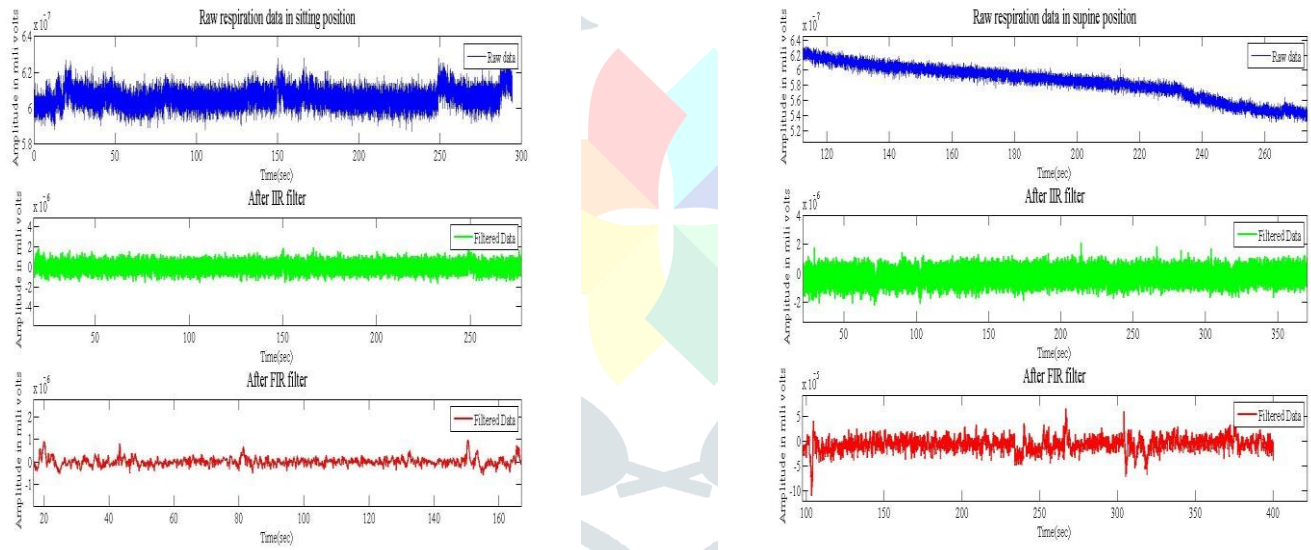 Raw respiration data in sitting position
x 10^7
6.4
6.2
6
5.8
Amplitude in mili volts
Raw data
0 50 100 150 200 250 300
Time(sec)
After IIR filter
x 10^6
4
2
0
-2
-4
Amplitude in mili volts
Filtered Data
50 100 150 200 250
Time(sec)
After FIR filter
x 10^6
2
1
0
-1
Amplitude in mili volts
Filtered Data
20 40 60 80 100 120 140 160
Time(sec)
Raw respiration data in supine position
x 10^7
6.4
6.2
6
5.8
5.6
5.4
5.2
Amplitude in mili volts
Raw data
120 140 160 180 200 220 240 260
Time(sec)
After IIR filter
x 10^6
4
2
0
-2
Amplitude in mili volts
Filtered Data
50 100 150 200 250 300 350
Time(sec)
After FIR filter
x 10^5
5
0
-5
-10
Amplitude in mili volts
Filtered Data
100 150 200 250 300 350 400
Time(sec)